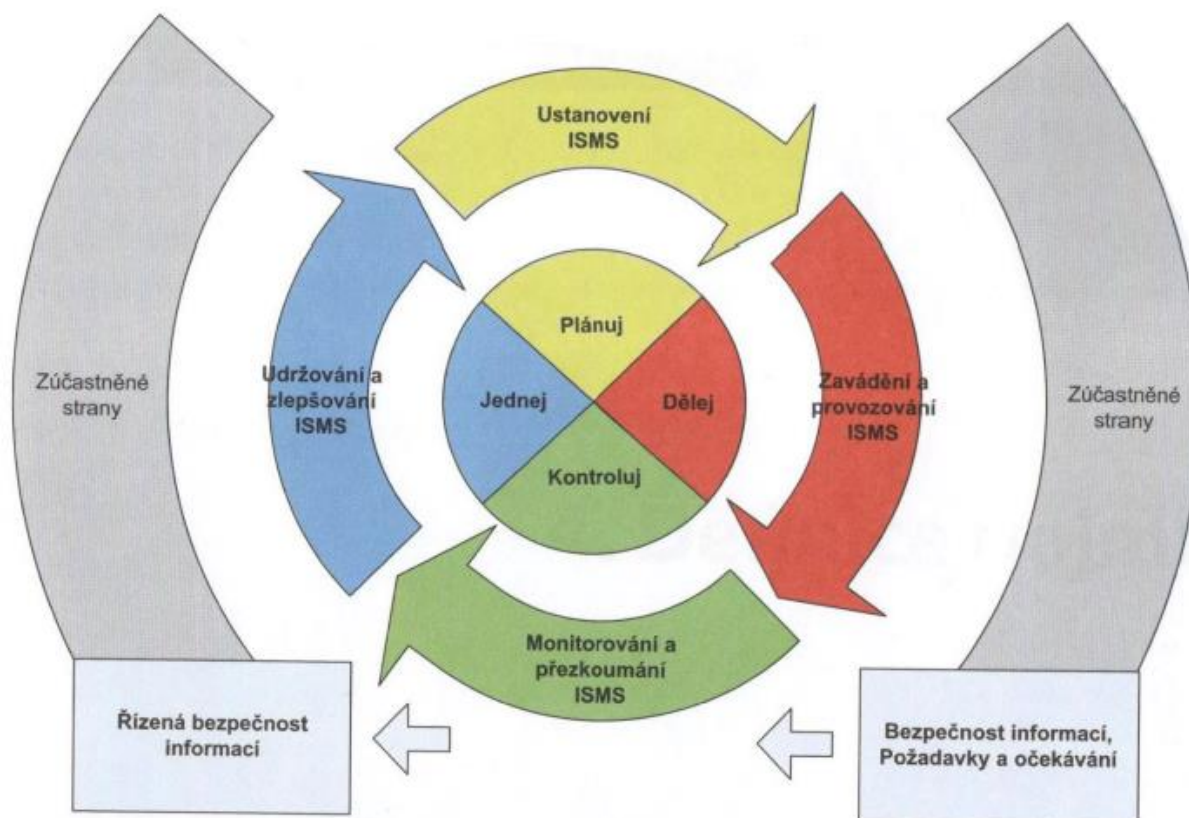 Ustanovení
ISMS
Plánuj
Zúčastněné
strany
Udržování a
zlepšování
ISMS
Jednej
Dělej
Zavádění a
provozování
ISMS
Zúčastněné
strany
Kontroluj
Monitorování a
přezkoumání
ISMS
Řízená bezpečnost
informací
Bezpečnost informací,
Požadavky a očekávání